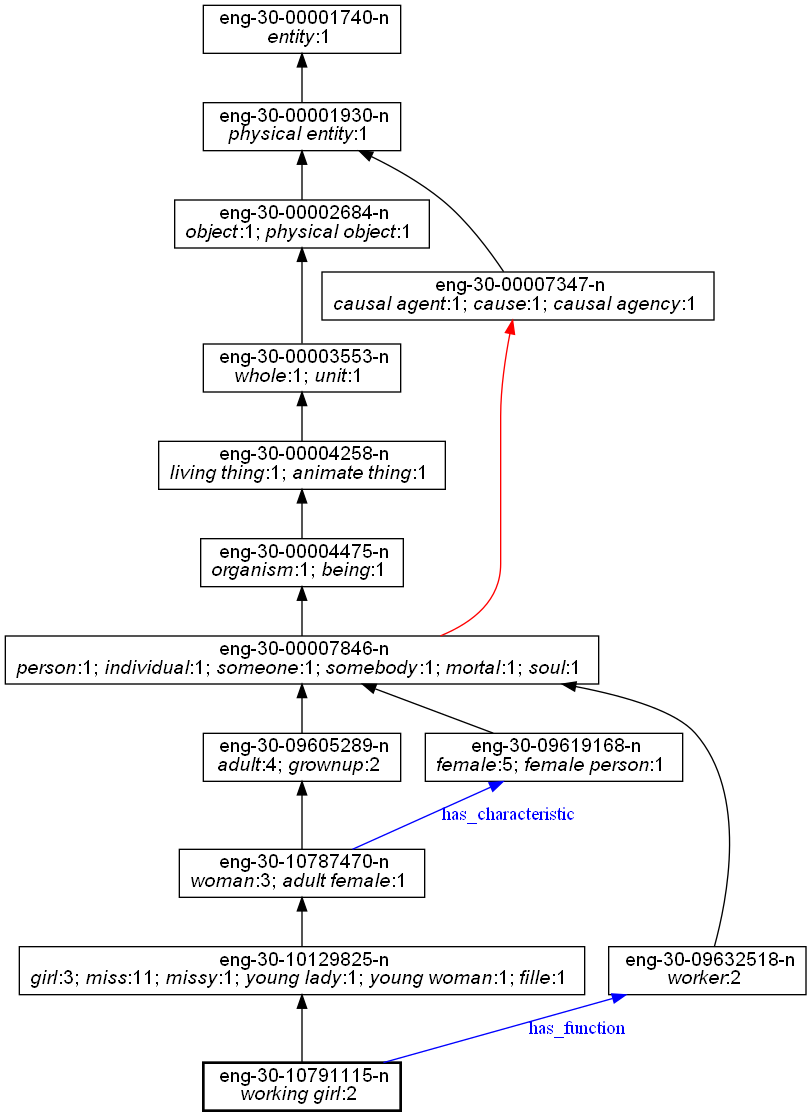 eng-30-00001740-n
entity:1
eng-30-00001930-n
physical entity:1
eng-30-00002684-n
object:1; physical object:1
eng-30-00007347-n
causal agent:1; cause:1; causal agency:1
eng-30-00003553-n
whole:1; unit:1
eng-30-00004258-n
living thing:1; animate thing:1
eng-30-00004475-n
organism:1; being:1
eng-30-00007846-n
person:1; individual:1; someone:1; somebody:1; mortal:1; soul:1
eng-30-09605289-n
adult:4; grownup:2
eng-30-09619168-n
female:5; female person:1
has_characteristic
eng-30-10787470-n
woman:3; adult female:1
eng-30-10129825-n
girl:3; miss:11; missy:1; young lady:1; young woman:1; fille:1
eng-30-09632518-n
worker:2
has_function
eng-30-10791115-n
working girl:2